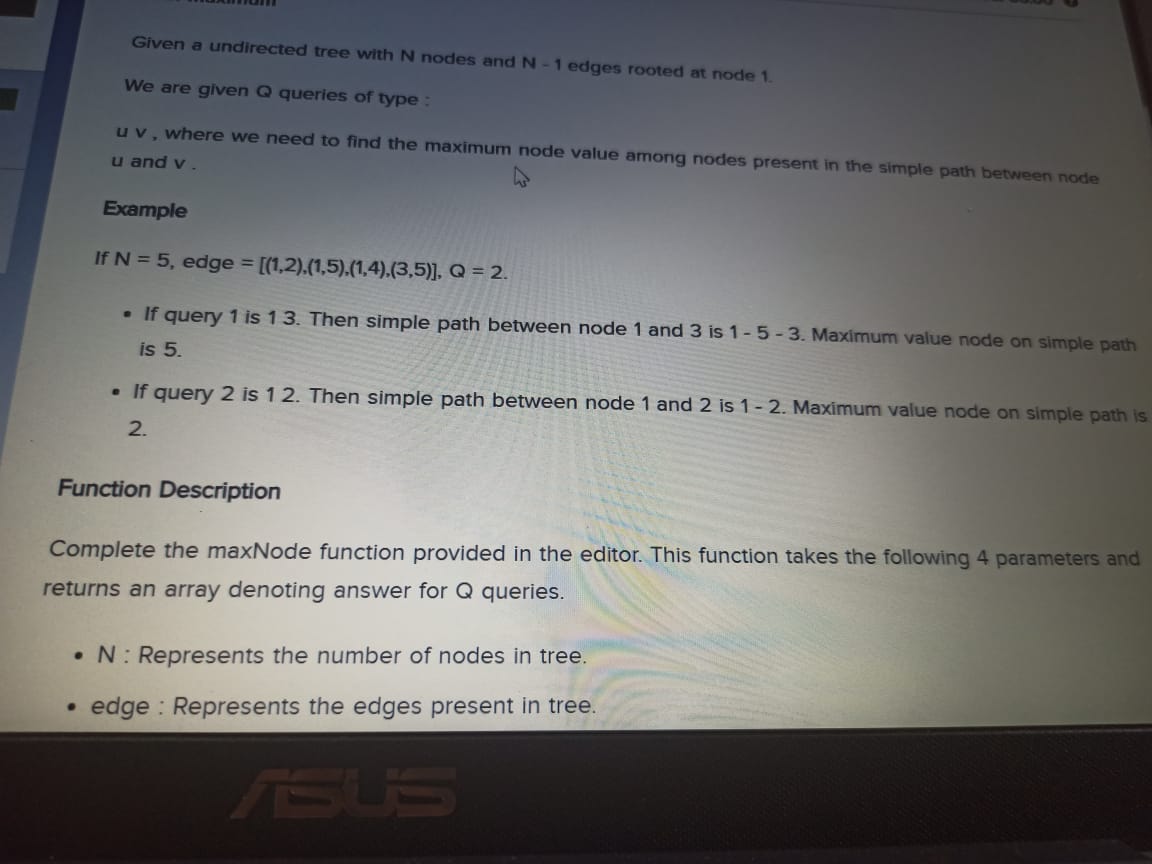 Given a undirected tree with N nodes and N - 1 edges rooted at node 1.
We are given Q queries of type :
u v , where we need to find the maximum node value among nodes present in the simple path between node
u and v .
Example
If N = 5, edge = [(1,2),(1,5),(1,4),(3,5)], Q = 2.
• If query 1 is 1 3. Then simple path between node 1 and 3 is 1 - 5 - 3. Maximum value node on simple path
is 5.
• If query 2 is 1 2. Then simple path between node 1 and 2 is 1 - 2. Maximum value node on simple path is
2.
Function Description
Complete the maxNode function provided in the editor. This function takes the following 4 parameters and
returns an array denoting answer for Q queries.
• N : Represents the number of nodes in tree.
• edge : Represents the edges present in tree.
ASUS